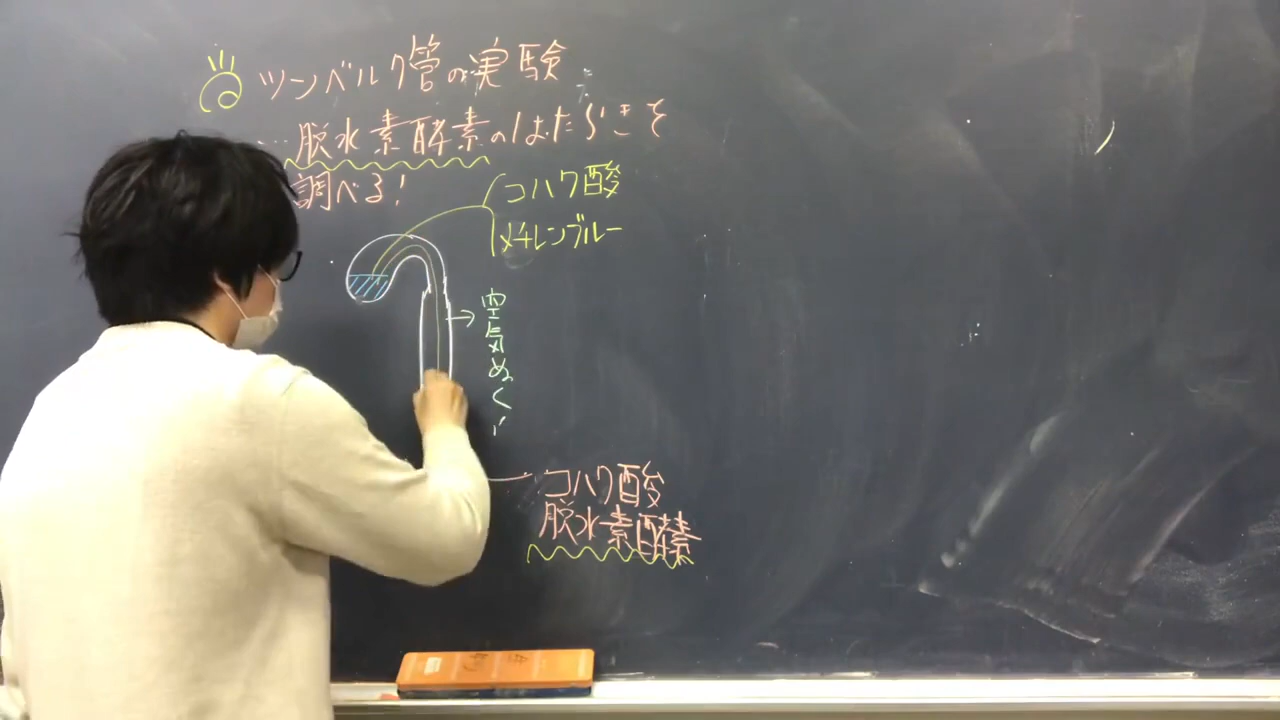 ツンベルク管の実験
…脱水素酵素のはたらきを
調べる!
コハク酸
メチレンブルー
空気ぬく
コハク酸
脱水素酵素